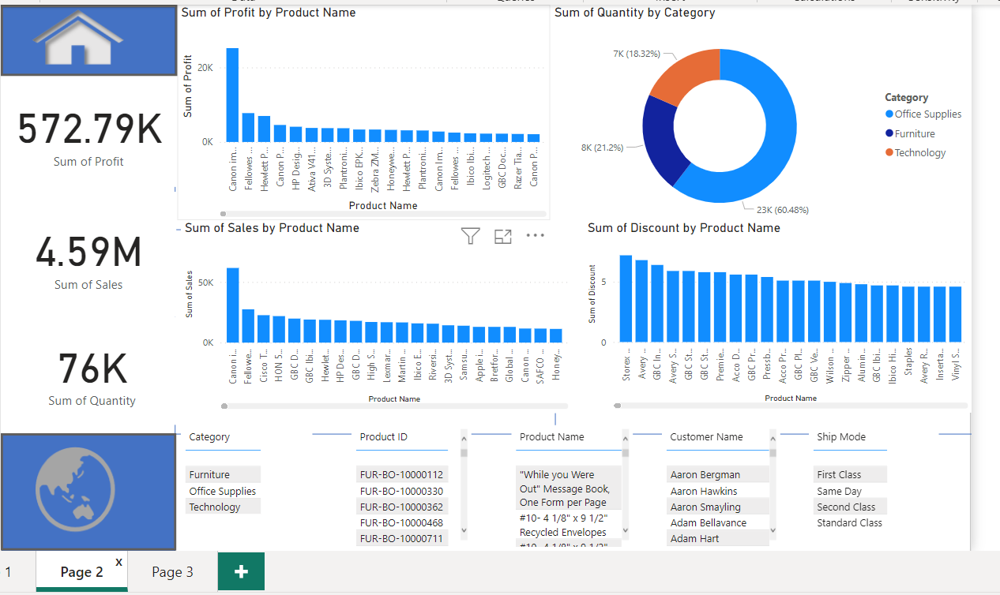 Sum of Profit by Product Name
Sum of Quantity by Category
572.79K
Sum of Profit
4.59M
Sum of Sales
76K
Sum of Quantity
Sum of Profit
20K
0K
Canon im...
Fellowes ...
Hewlett P...
Canon P...
HP Desig...
Ativa V41...
3D Syste...
Plantroni...
Ibico EPK...
Zebra ZM...
Honeywe...
Hewlett P...
Plantroni...
Canon Im...
Fellowes ...
Ibico Ibi...
Logitech ...
GBC Doc...
Razer Tia...
Canon P...
Product Name
7K (18.32%)
8K (21.2%)
23K (60.48%)
Category
Office Supplies
Furniture
Technology
Sum of Sales by Product Name
Sum of Sales
50K
0K
Canon i...
Fellowe...
Cisco T...
HON 5...
GBC D...
GBC Ibi...
Hewlet...
HP Des...
GBC D...
High S...
Lexmar...
Martin ...
Ibico E...
Riversi...
3D Syst...
Samsu...
Apple i...
Bretfor...
Global ...
Canon ...
SAFCO ...
Honey...
Product Name
Sum of Discount by Product Name
Sum of Discount
5
0
Storex ...
Avery ...
GBC In...
Avery S...
GBC St...
GBC St...
Premie...
Acco D...
GBC Pr...
Pressb...
Acco Pr...
GBC Pl...
GBC Ve...
Wilson ...
Zipper ...
Alumin...
GBC Ibi...
Ibico Hi...
Staples
Avery R...
Inserta...
Vinyl S...
Product Name
Category
Furniture
Office Supplies
Technology
Product ID
FUR-BO-10000112
FUR-BO-10000330
FUR-BO-10000362
FUR-BO-10000468
FUR-BO-10000711
Product Name
"While you Were
Out" Message Book,
One Form per Page
#10- 4 1/8" x 9 1/2"
Recycled Envelopes
Customer Name
Aaron Bergman
Aaron Hawkins
Aaron Smayling
Adam Bellavance
Adam Hart
Ship Mode
First Class
Same Day
Second Class
Standard Class
1
Page 2
x
Page 3
+